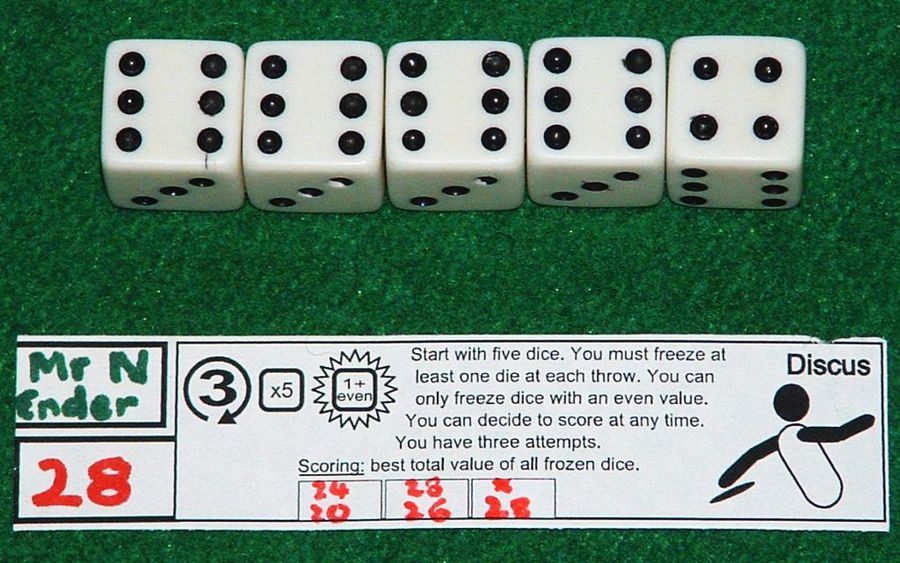 Mr N
Ender
28
3
x5
1+
even
Start with five dice. You must freeze at
least one die at each throw. You can
only freeze dice with an even value.
You can decide to score at any time.
You have three attempts.
Scoring: best total value of all frozen dice.
Discus
24 28 x
20 26 28